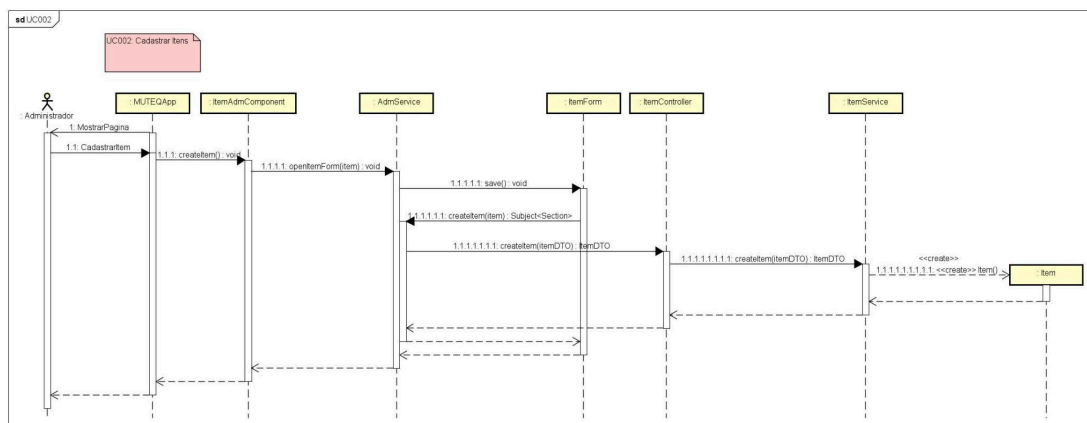 sd UC002
UC002: Cadastrar Itens
: Administrador
: MUTEQApp
: ItemAdmComponent
: AdmService
: ItemForm
: ItemController
: ItemService
1: MostrarPagina
1.1: CadastrarItem
1.1.1: createItem() : void
1.1.1.1: openItemForm(item) : void
1.1.1.1.1: save() : void
1.1.1.1.1.1: createItem(item) : Subject<Section>
1.1.1.1.1.1.1: createItem(itemDTO) : ItemDTO
1.1.1.1.1.1.1.1: createItem(itemDTO) : ItemDTO
<<create>>
1.1.1.1.1.1.1.1.1: <<create>> Item()
: Item